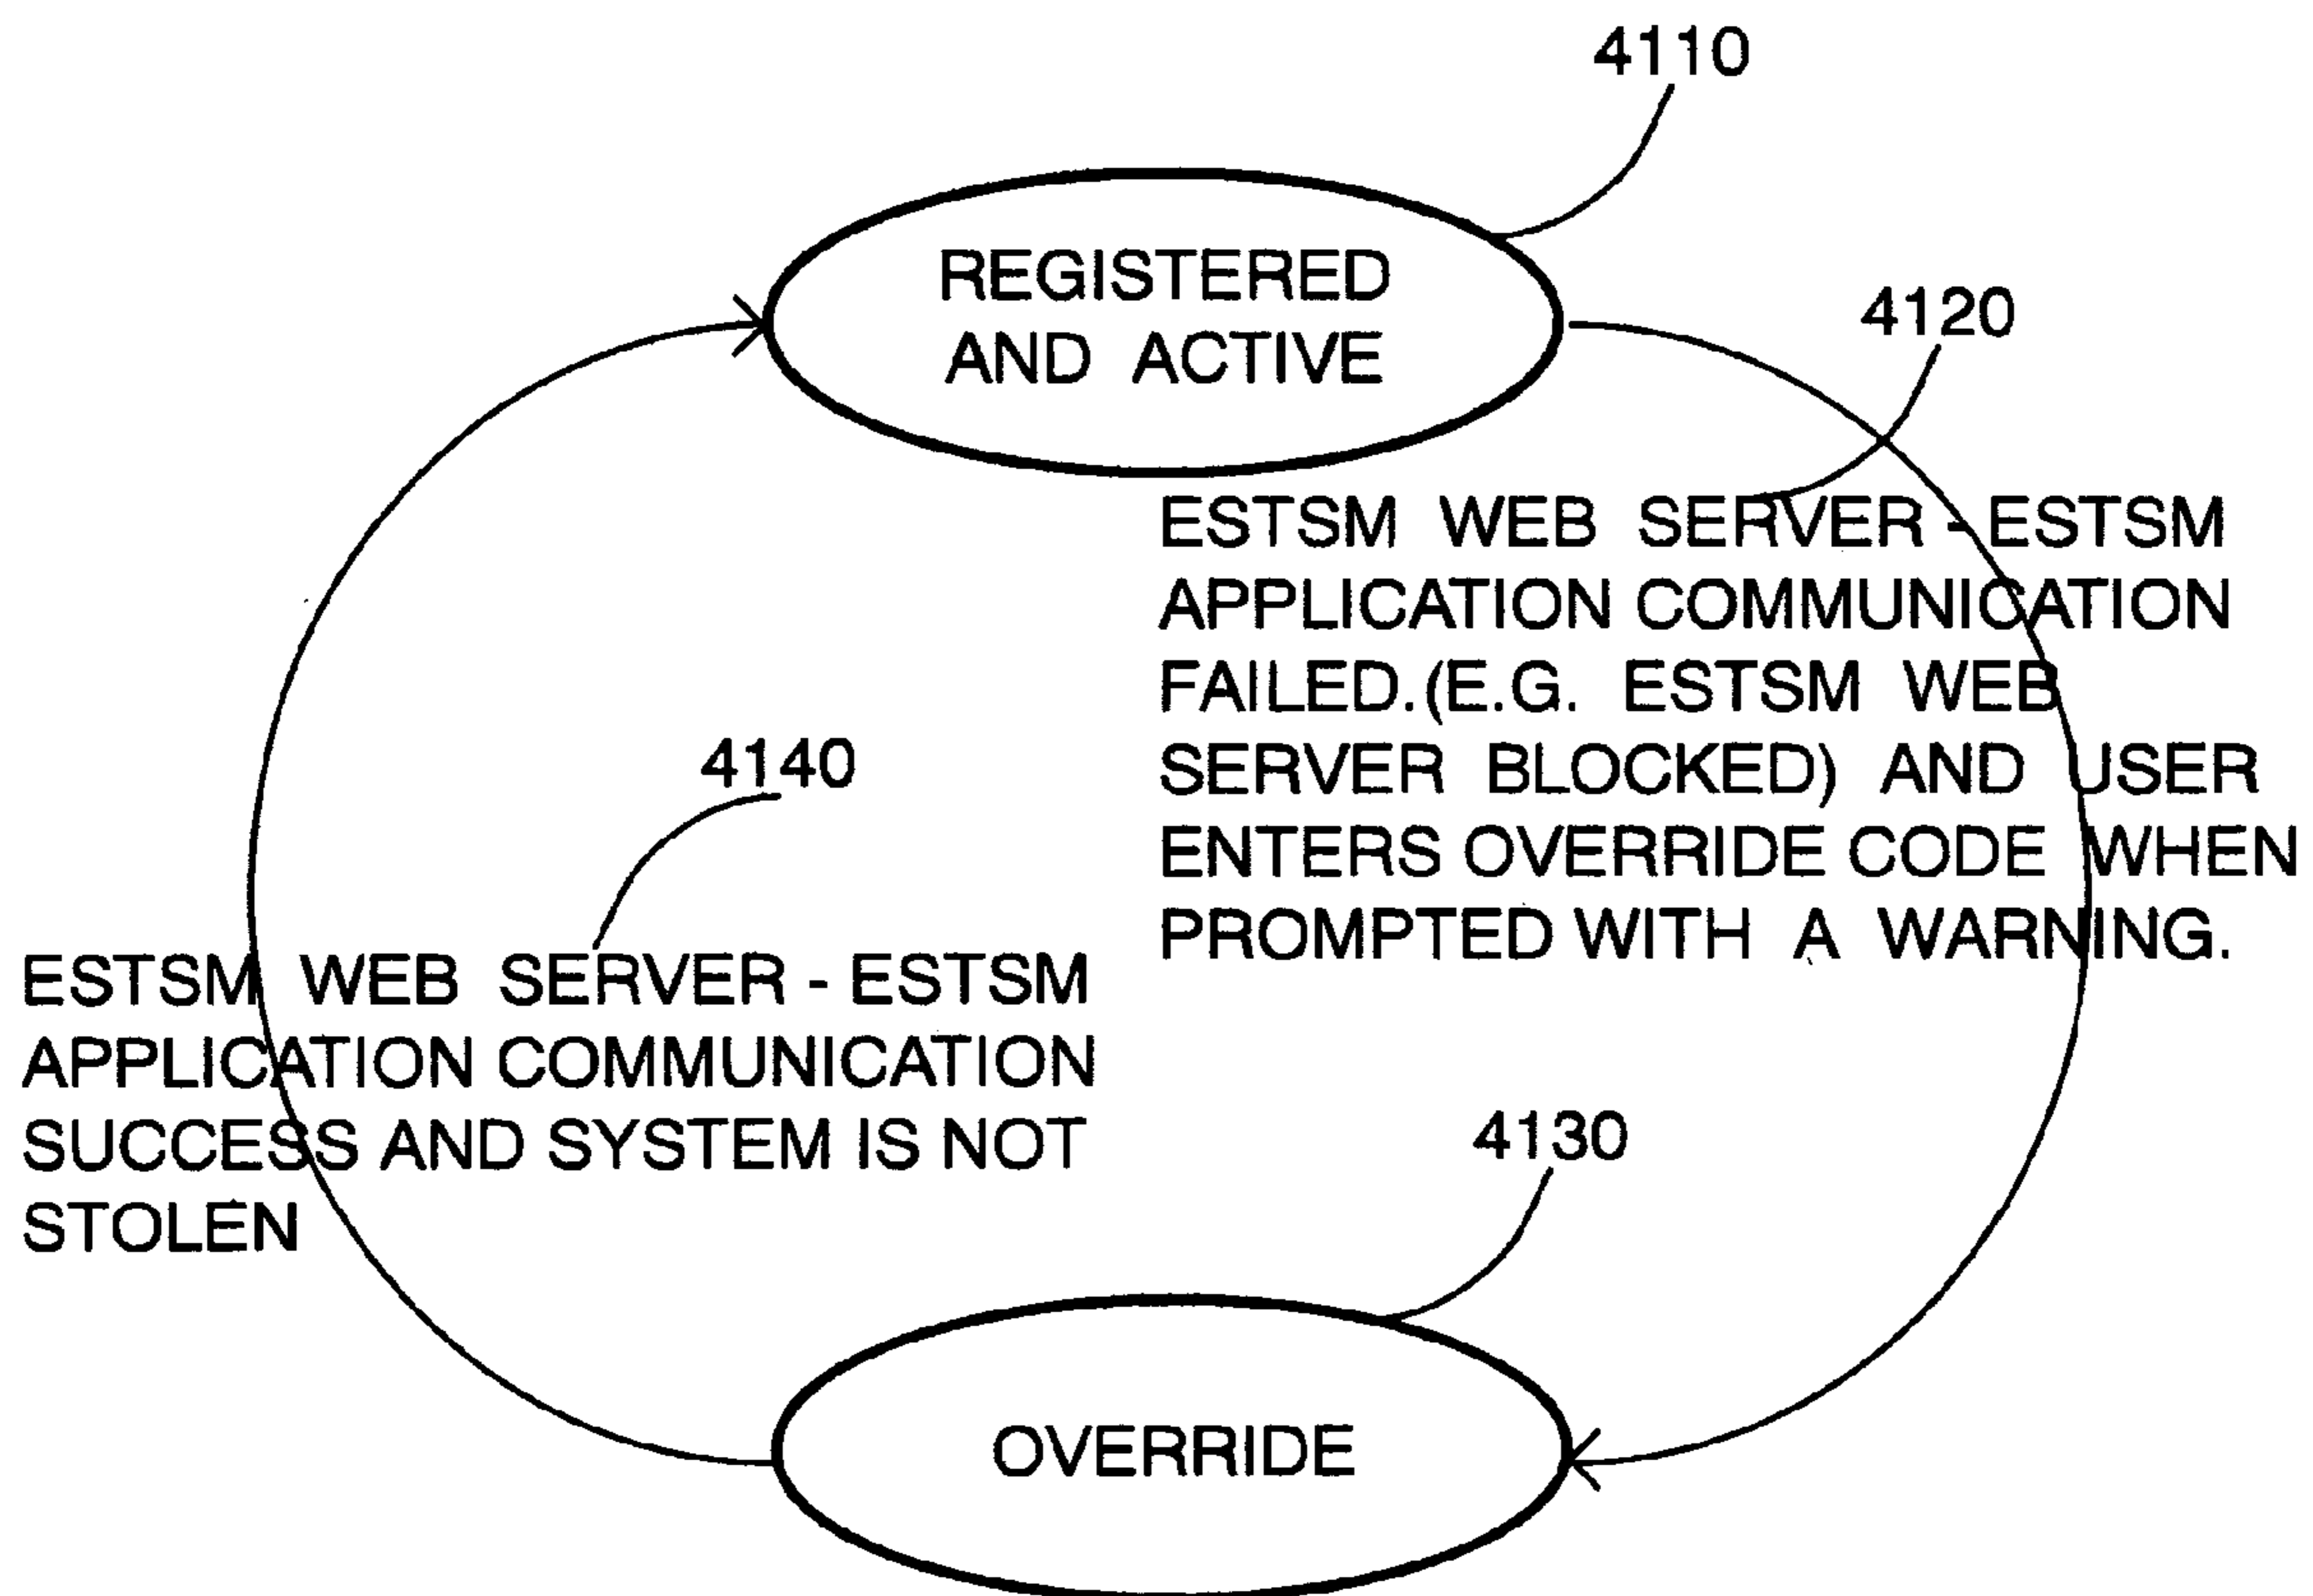 4110
REGISTERED
AND ACTIVE
4120
ESTSM WEB SERVER - ESTSM
APPLICATION COMMUNICATION
FAILED.(E.G. ESTSM WEB
SERVER BLOCKED) AND USER
ENTERS OVERRIDE CODE WHEN
PROMPTED WITH A WARNING.
4140
ESTSM WEB SERVER - ESTSM
APPLICATION COMMUNICATION
SUCCESS AND SYSTEM IS NOT
STOLEN
4130
OVERRIDE